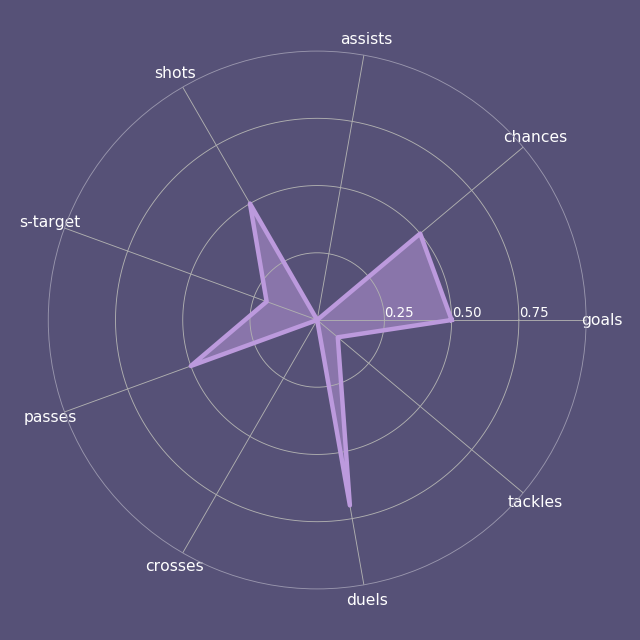 assists
shots
chances
s-target
0.25
0.50
0.75
goals
passes
tackles
crosses
duels